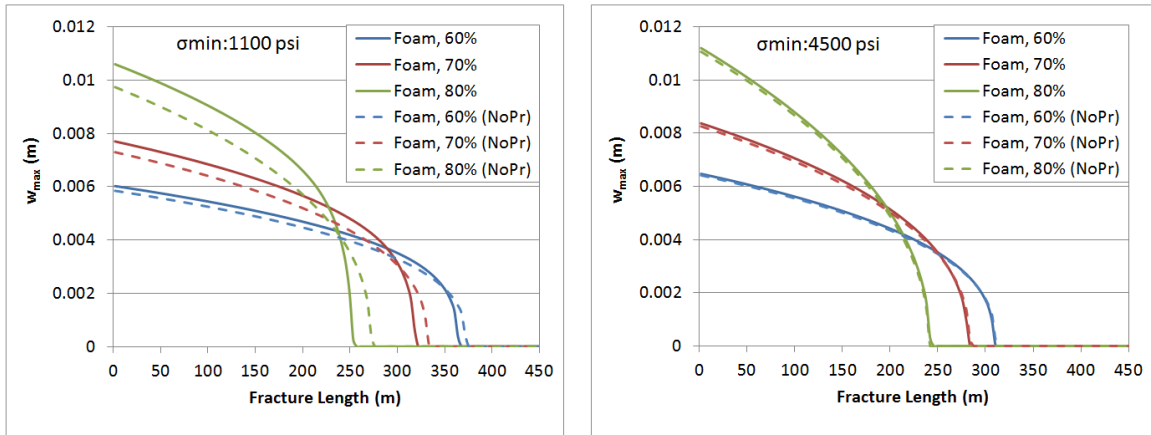 σmin:1100 psi
Foam, 60%
Foam, 70%
Foam, 80%
Foam, 60% (NoPr)
Foam, 70% (NoPr)
Foam, 80% (NoPr)
0.012
0.01
0.008
0.006
0.004
0.002
0
wmax (m)
0 50 100 150 200 250 300 350 400 450
Fracture Length (m)
σmin:4500 psi
Foam, 60%
Foam, 70%
Foam, 80%
Foam, 60% (NoPr)
Foam, 70% (NoPr)
Foam, 80% (NoPr)
0.012
0.01
0.008
0.006
0.004
0.002
0
wmax (m)
0 50 100 150 200 250 300 350 400 450
Fracture Length (m)